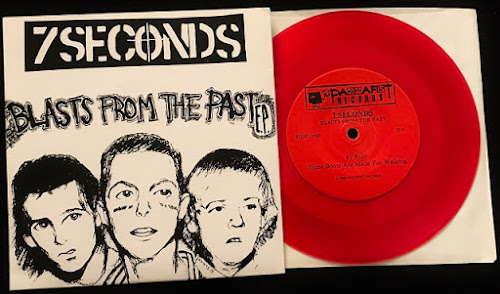 7SECONDS
BLASTS FROM THE PAST
EP
PASSAFIST
RECORDS
7 SECONDS
BLASTS FROM THE PAST
These Boots Are Made For Walking